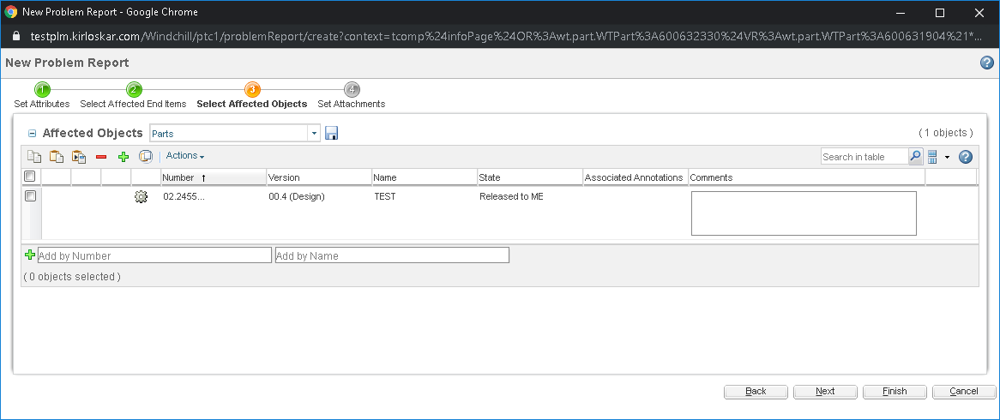 New Problem Report - Google Chrome
testplm.kirloskar.com/Windchill/ptc1/problemReport/create?context=tcomp%24infoPage%24OR%3Awt.part.WTPart%3A600632330%24VR%3Awt.part.WTPart%3A600631904%21*...
New Problem Report
1 2 3 4
Set Attributes Select Affected End Items Select Affected Objects Set Attachments
Affected Objects Parts ( 1 objects )
Actions Search in table
Number ↑ Version Name State Associated Annotations Comments
02.2455... 00.4 (Design) TEST Released to ME
Add by Number Add by Name
( 0 objects selected )
Back Next Finish Cancel